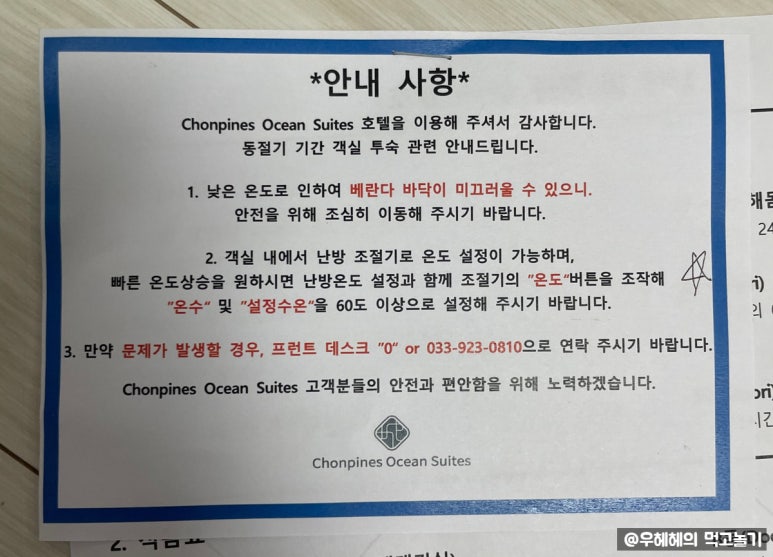 *안내 사항*
Chonpines Ocean Suites 호텔을 이용해 주셔서 감사합니다.
동절기 기간 객실 투숙 관련 안내드립니다.
1. 낮은 온도로 인하여 베란다 바닥이 미끄러울 수 있으니.
안전을 위해 조심히 이동해 주시기 바랍니다.
2. 객실 내에서 난방 조절기로 온도 설정이 가능하며,
빠른 온도상승을 원하시면 난방온도 설정과 함께 조절기의 "온도"버튼을 조작해
"온수" 및 "설정수온"을 60도 이상으로 설정해 주시기 바랍니다.
3. 만약 문제가 발생할 경우, 프런트 데스크 "0" or 033-923-0810으로 연락 주시기 바랍니다.
Chonpines Ocean Suites 고객분들의 안전과 편안함을 위해 노력하겠습니다.
Chonpines Ocean Suites
24
ori)
시간
2.
@우헤헤의 먹고놀기